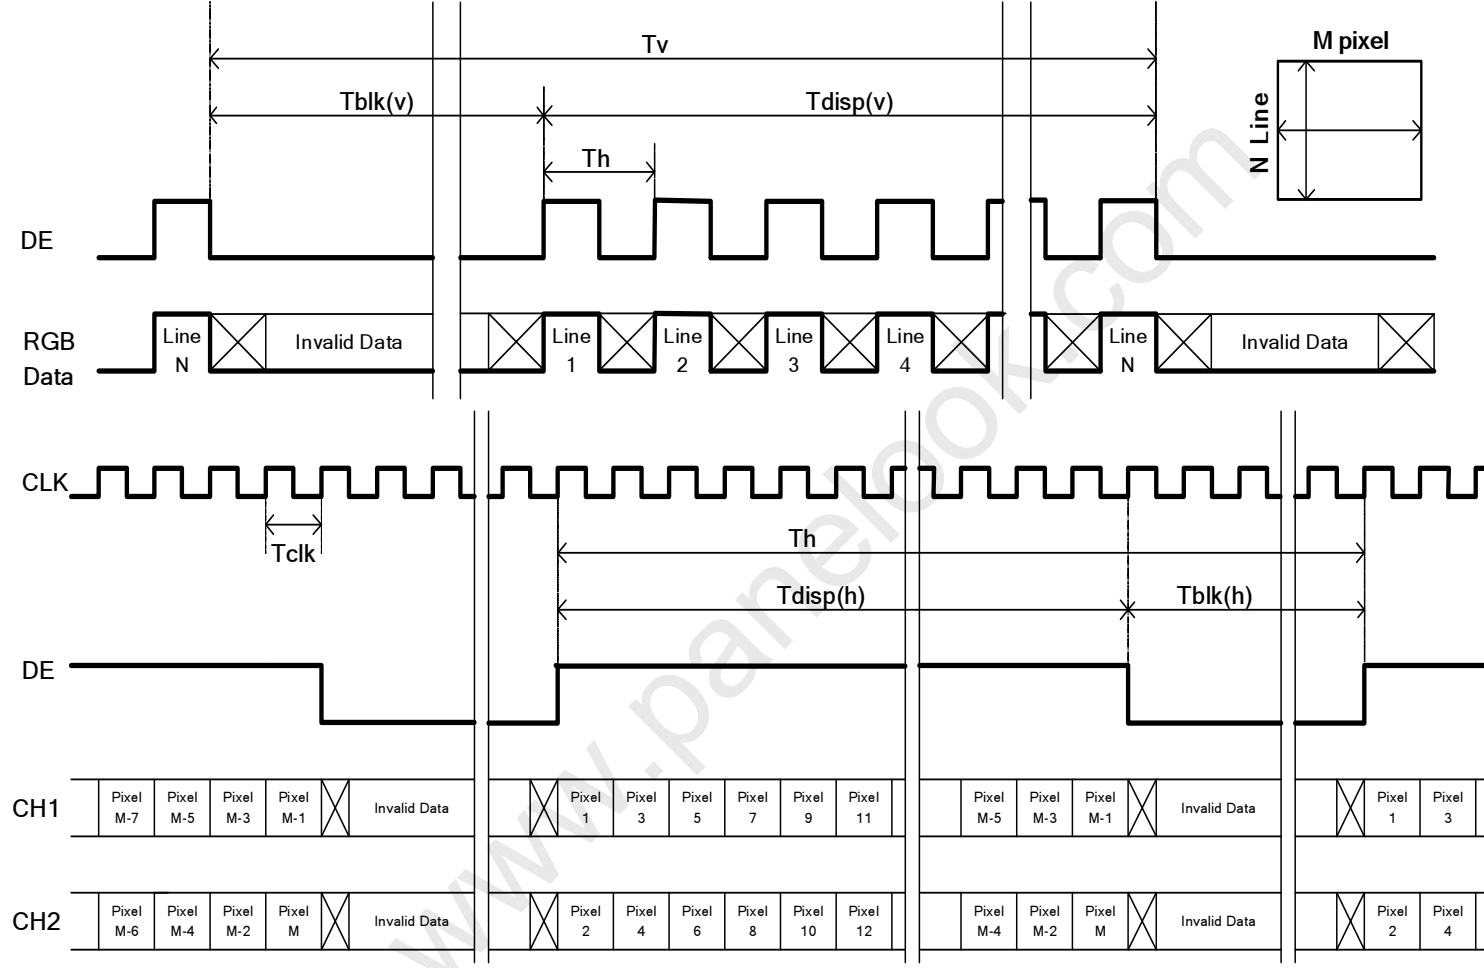 Tv
M pixel
Tblk(v) Tdisp(v)
N Line
Th
DE
RGB Data
Line N
Invalid Data
Line 1
Line 2
Line 3
Line 4
Line N
Invalid Data
CLK
Tclk
Th
Tdisp(h) Tblk(h)
DE
CH1
Pixel M-7
Pixel M-5
Pixel M-3
Pixel M-1
Invalid Data
Pixel 1
Pixel 3
Pixel 5
Pixel 7
Pixel 9
Pixel 11
Pixel M-5
Pixel M-3
Pixel M-1
Invalid Data
Pixel 1
Pixel 3
CH2
Pixel M-6
Pixel M-4
Pixel M-2
Pixel M
Invalid Data
Pixel 2
Pixel 4
Pixel 6
Pixel 8
Pixel 10
Pixel 12
Pixel M-4
Pixel M-2
Pixel M
Invalid Data
Pixel 2
Pixel 4
www.panelook.com